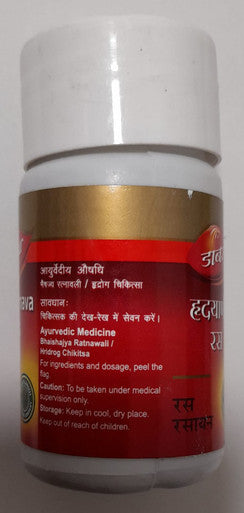 आयुर्वेदीय औषधि
भैषज्य रत्नावली / हृद्रोग चिकित्सा
सावधान:
चिकित्सक की देख-रेख में सेवन करें।
Ayurvedic Medicine
Bhaishajya Ratnawali /
Hridrog Chikitsa
For ingredients and dosage, peel the
flag
Caution: To be taken under medical
supervision only.
Storage: Keep in cool, dry place.
Keep out of reach of children.
रस
रसायन